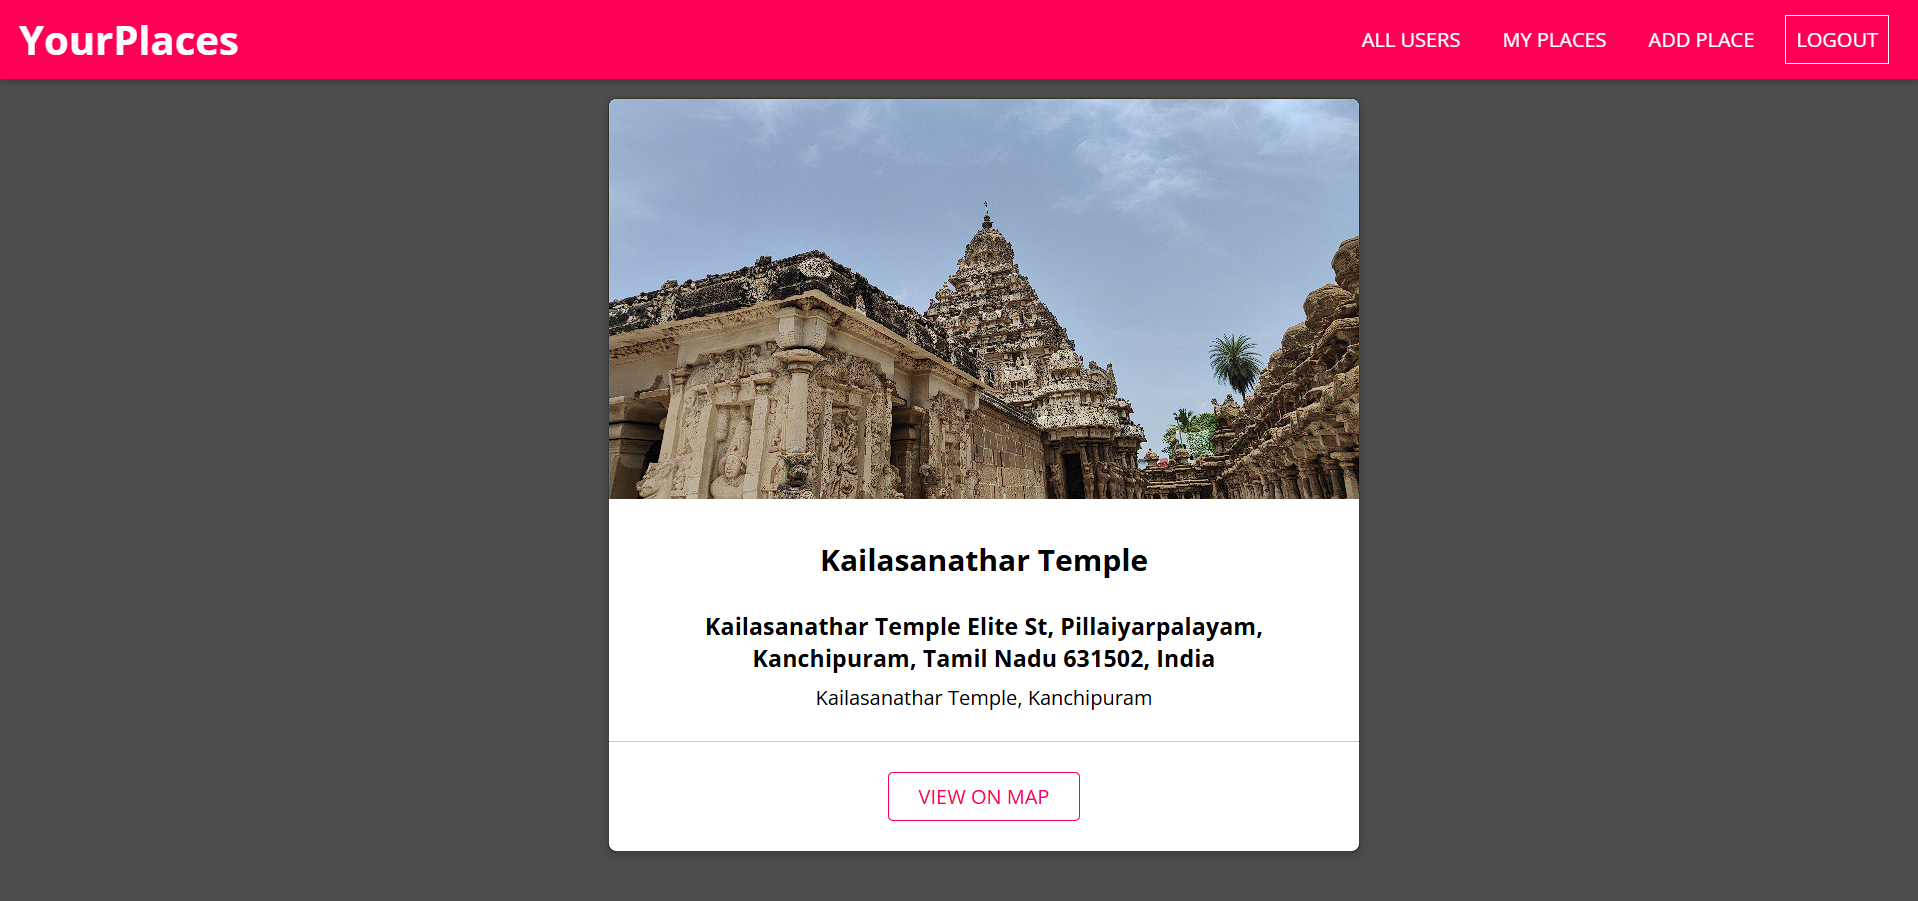 YourPlaces
ALL USERS
MY PLACES
ADD PLACE
LOGOUT
Kailasanathar Temple
Kailasanathar Temple Elite St, Pillaiyarpalayam,
Kanchipuram, Tamil Nadu 631502, India
Kailasanathar Temple, Kanchipuram
VIEW ON MAP